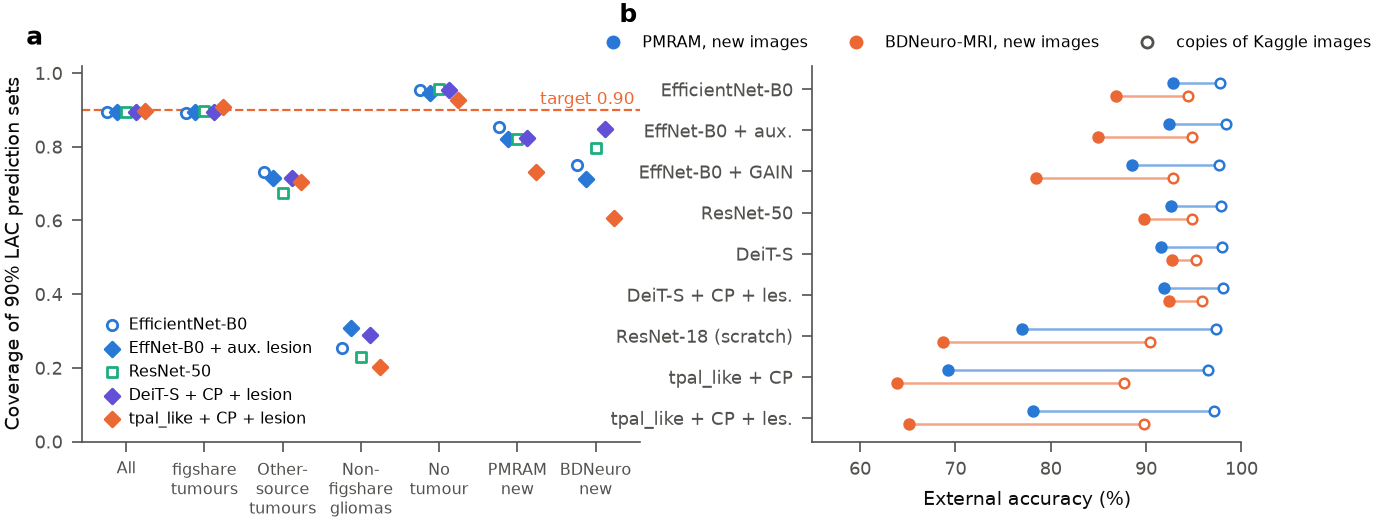 a
Coverage of 90% LAC prediction sets
1.0
0.8
0.6
0.4
0.2
0.0
target 0.90
EfficientNet-B0
EffNet-B0 + aux. lesion
ResNet-50
DeiT-S + CP + lesion
tpal_like + CP + lesion
All
figshare
tumours
Other-
source
tumours
Non-
figshare
gliomas
No
tumour
PMRAM
new
BDNeuro
new
b
PMRAM, new images
BDNeuro-MRI, new images
copies of Kaggle images
EfficientNet-B0
EffNet-B0 + aux.
EffNet-B0 + GAIN
ResNet-50
DeiT-S
DeiT-S + CP + les.
ResNet-18 (scratch)
tpal_like + CP
tpal_like + CP + les.
60 70 80 90 100
External accuracy (%)